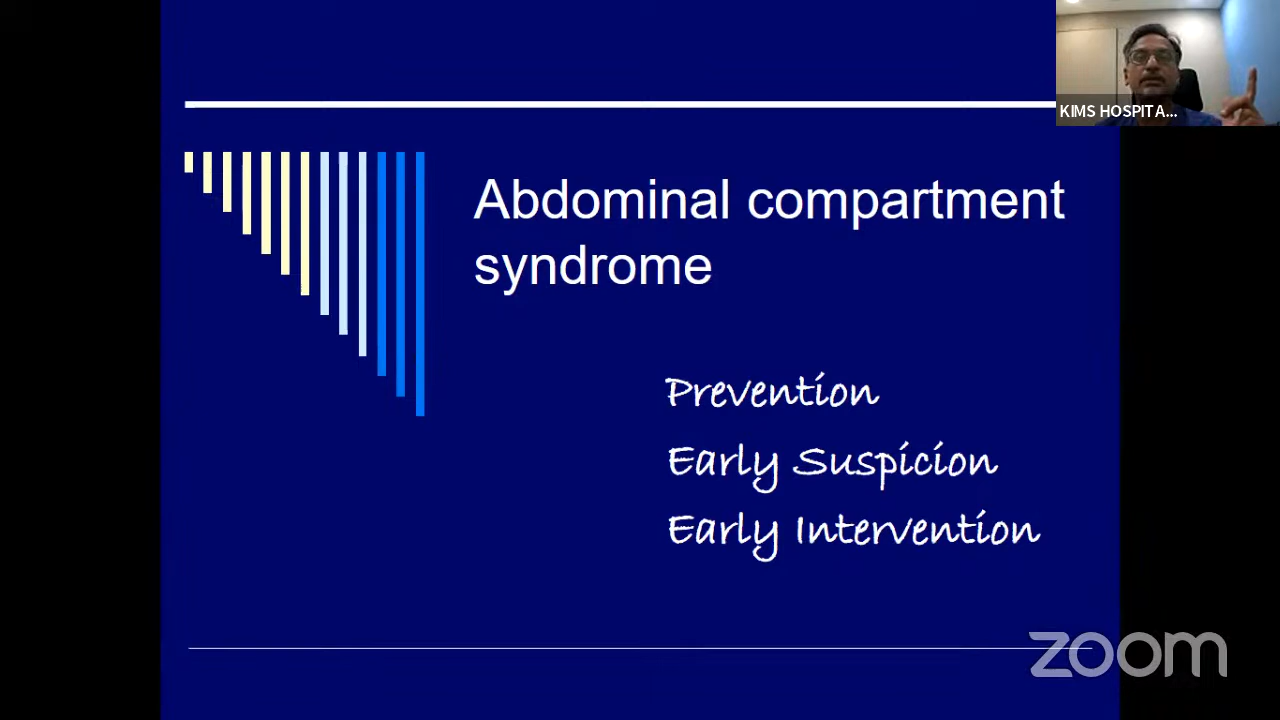 KIMS HOSPITA...
Abdominal compartment
syndrome
Prevention
Early Suspicion
Early Intervention
zoom